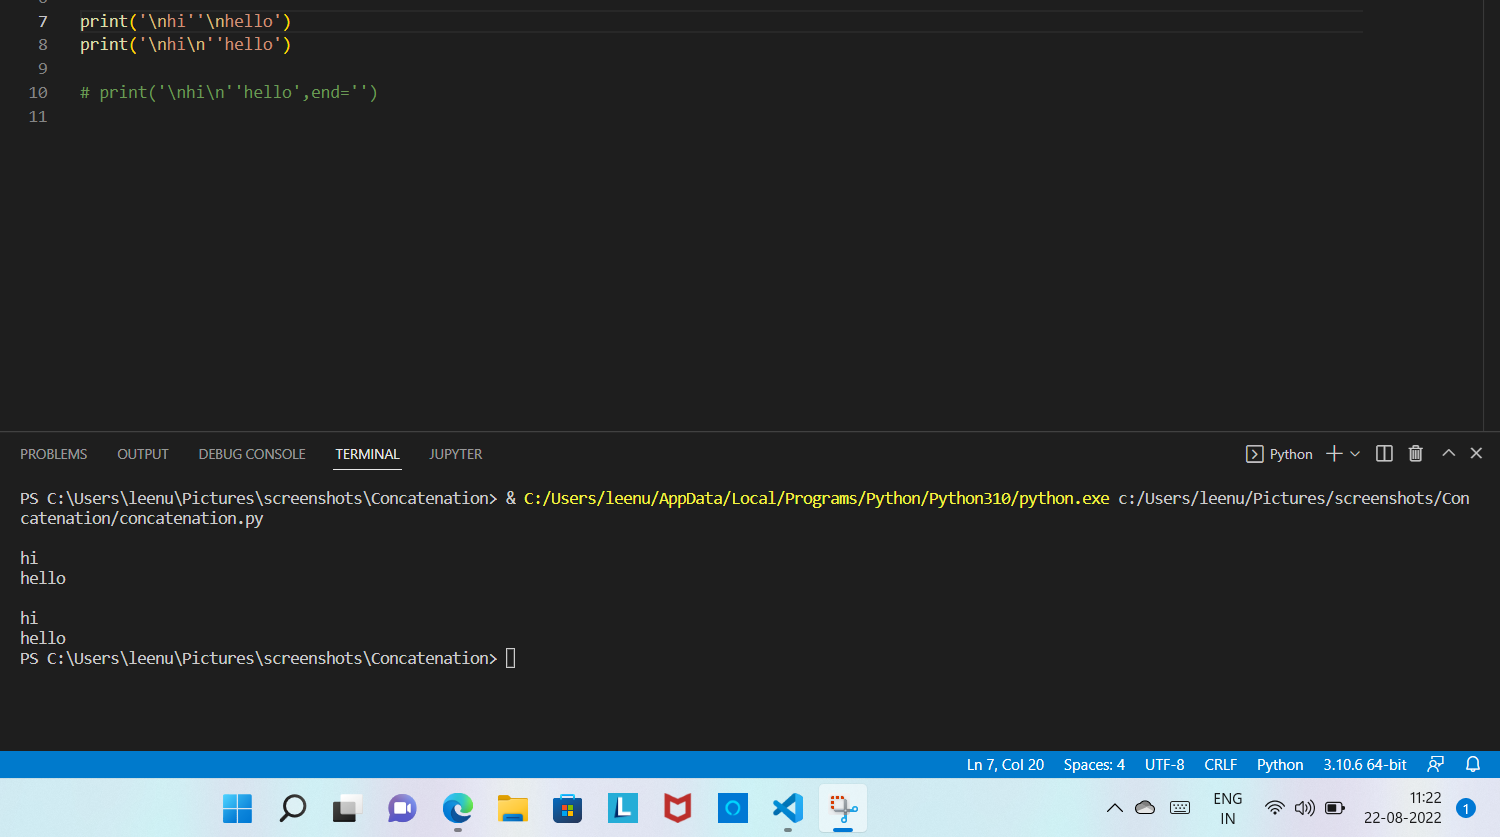 7 print('\nhi''\nhello')
8 print('\nhi\n''hello')
9
10 # print('\nhi\n''hello',end='')
11
PROBLEMS OUTPUT DEBUG CONSOLE TERMINAL JUPYTER Python
PS C:\Users\leenu\Pictures\screenshots\Concatenation> & C:/Users/leenu/AppData/Local/Programs/Python/Python310/python.exe c:/Users/leenu/Pictures/screenshots/Con
catenation/concatenation.py
hi
hello
hi
hello
PS C:\Users\leenu\Pictures\screenshots\Concatenation>
Ln 7, Col 20 Spaces: 4 UTF-8 CRLF Python 3.10.6 64-bit
L
ENG
IN
11:22
22-08-2022
1